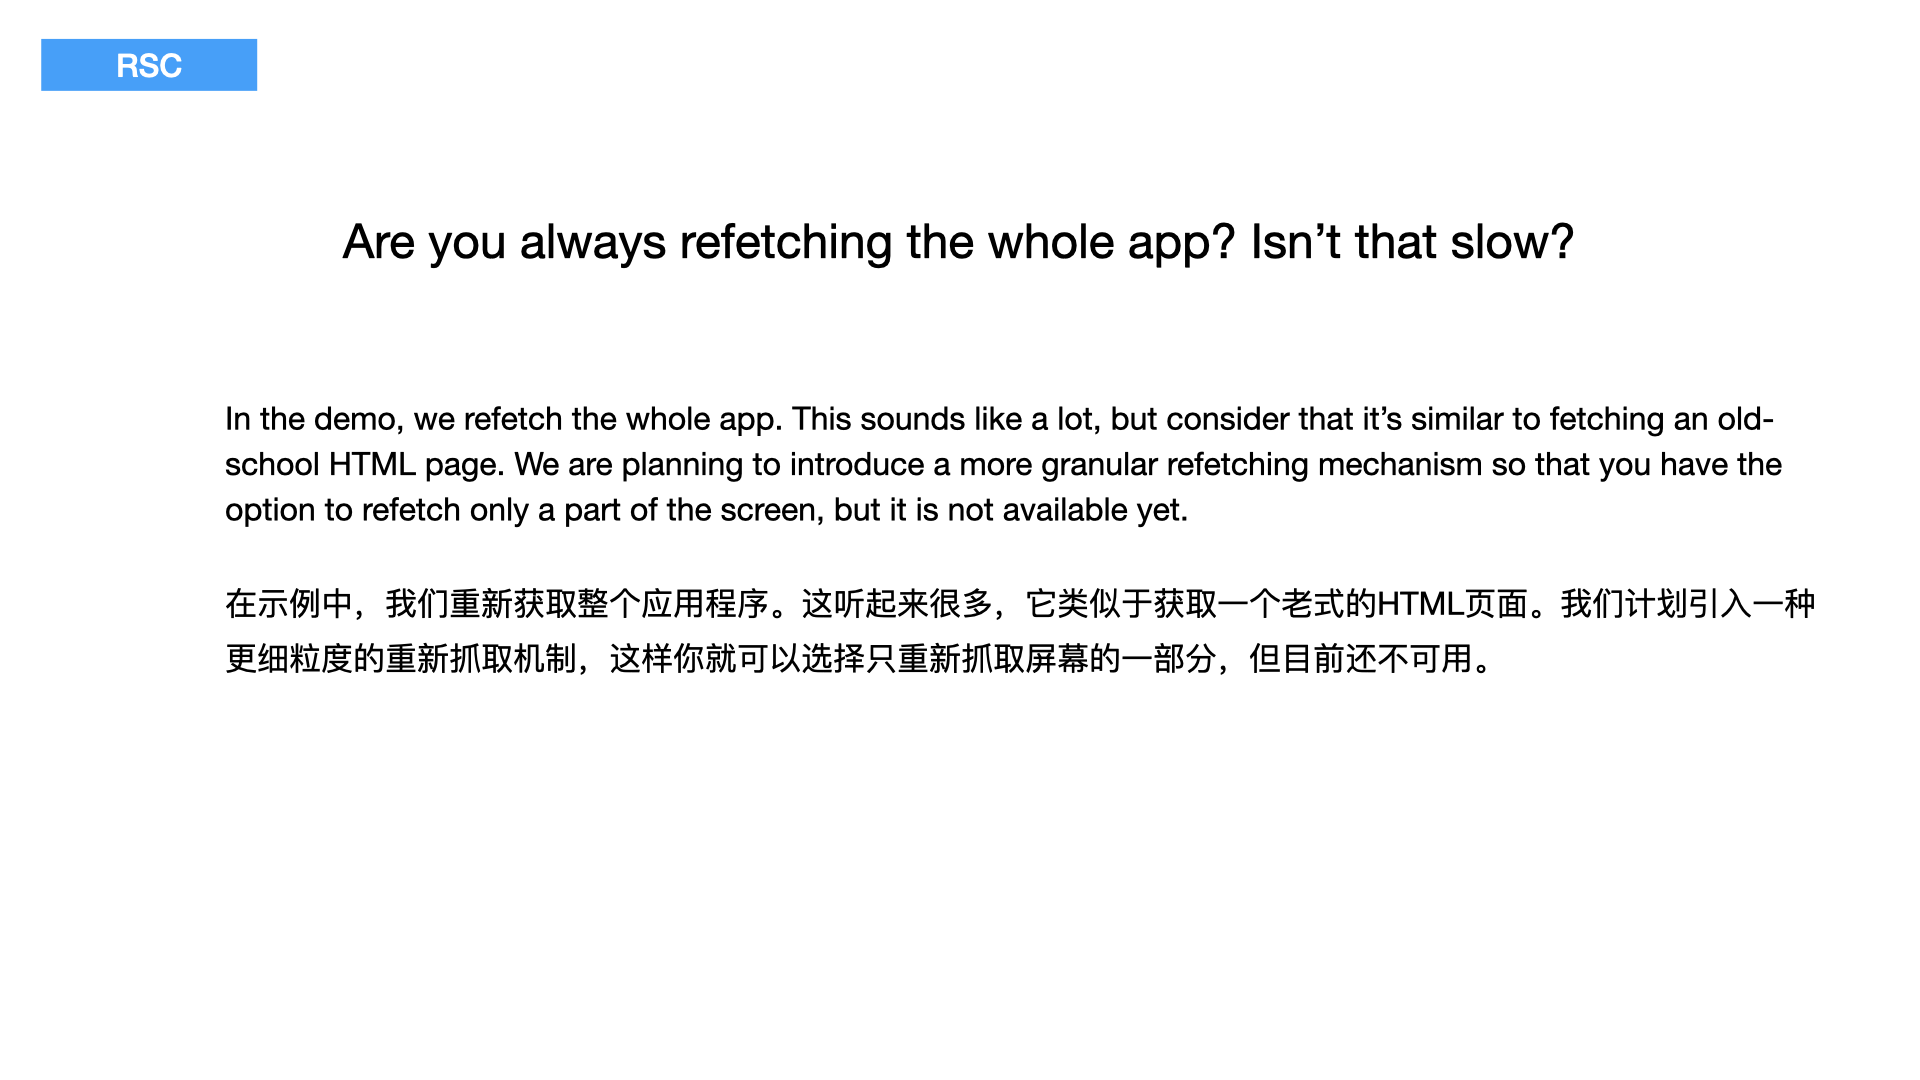 RSC
Are you always refetching the whole app? Isn’t that slow?
In the demo, we refetch the whole app. This sounds like a lot, but consider that it’s similar to fetching an old-
school HTML page. We are planning to introduce a more granular refetching mechanism so that you have the
option to refetch only a part of the screen, but it is not available yet.
在示例中，我们重新获取整个应用程序。这听起来很多，它类似于获取一个老式的HTML页面。我们计划引入一种
更细粒度的重新抓取机制，这样你就可以选择只重新抓取屏幕的一部分，但目前还不可用。